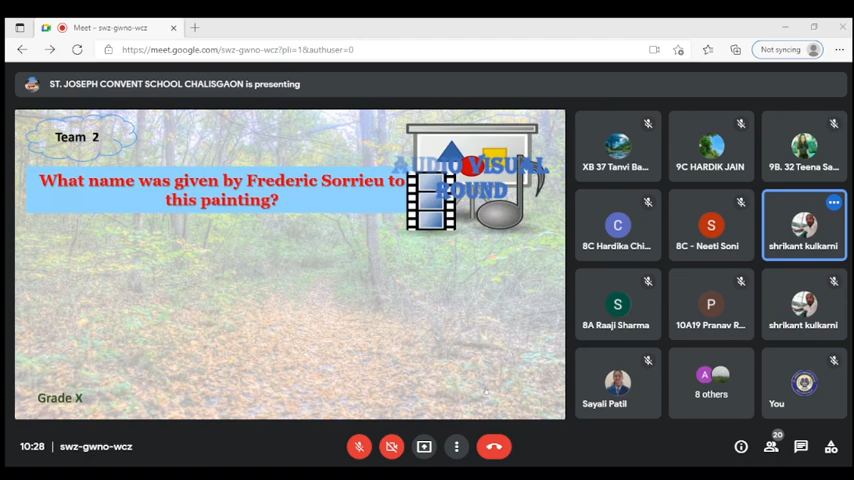 Meet – swz-gwno-wcz
https://meet.google.com/swz-gwno-wcz?pli=1&authuser=0
Not syncing
ST. JOSEPH CONVENT SCHOOL CHALISGAON is presenting
Team 2
What name was given by Frederic Sorrieu to
this painting?
AUDIO VISUAL
ROUND
Grade X
XB 37 Tanvi Ba...
9C HARDIK JAIN
9B. 32 Teena Sa...
C
8C Hardika Chi...
S
8C - Neeti Soni
shrikant kulkarni
S
8A Raaji Sharma
P
10A19 Pranav R...
shrikant kulkarni
Sayali Patil
A
8 others
You
10:28 | swz-gwno-wcz
20